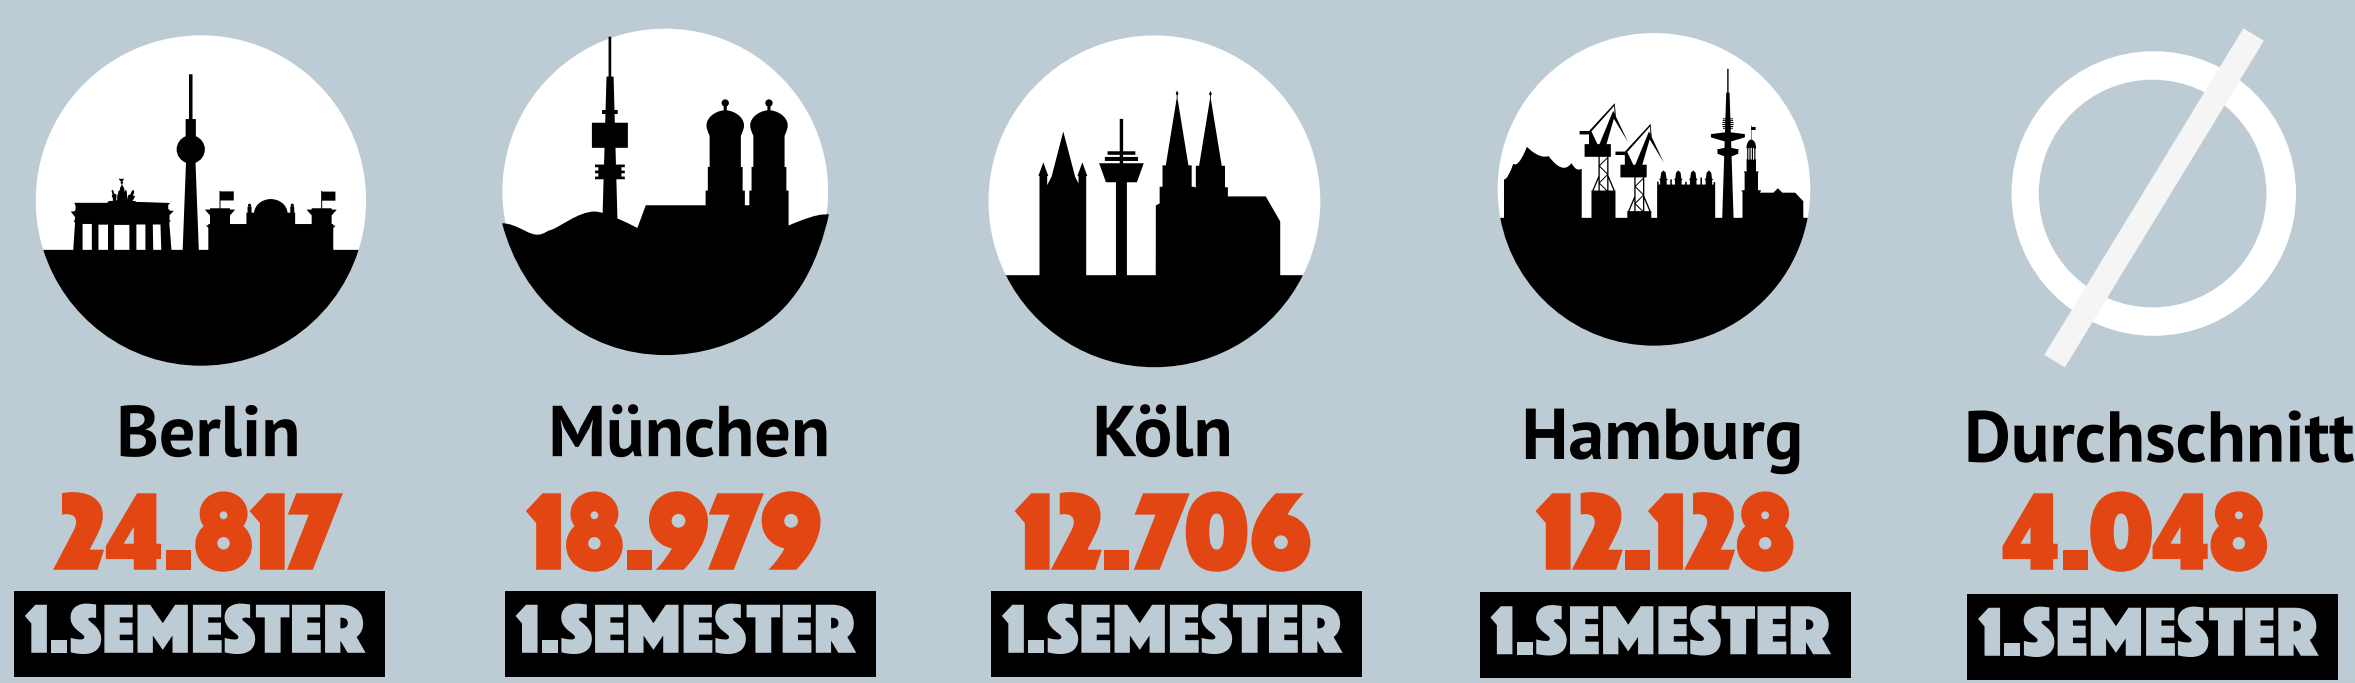 Berlin
24.817
1.SEMESTER
München
18.979
1.SEMESTER
Köln
12.706
1.SEMESTER
Hamburg
12.128
1.SEMESTER
Durchschnitt
4.048
1.SEMESTER